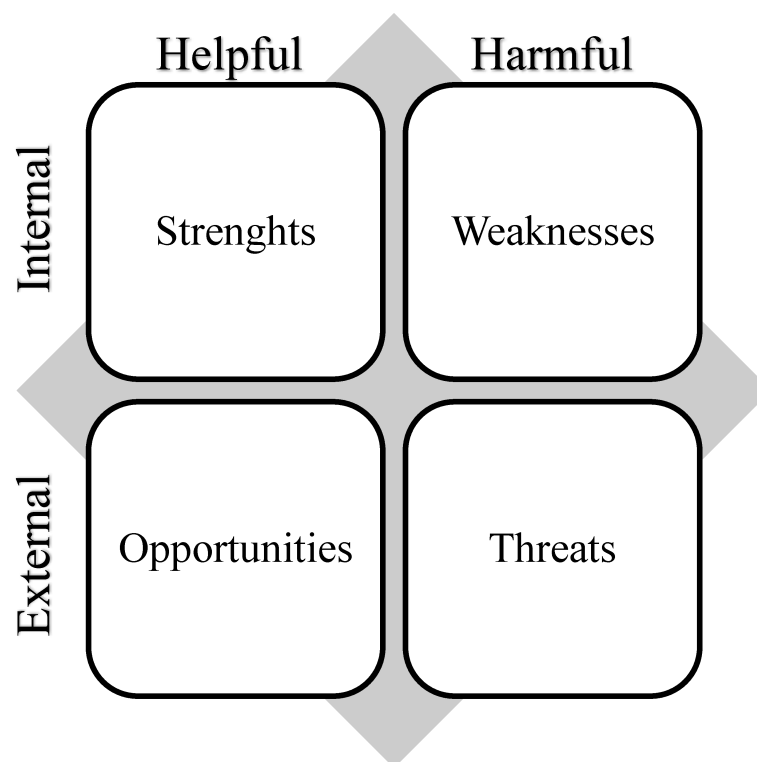 Helpful
Harmful
Internal
Strenghts
Weaknesses
External
Opportunities
Threats